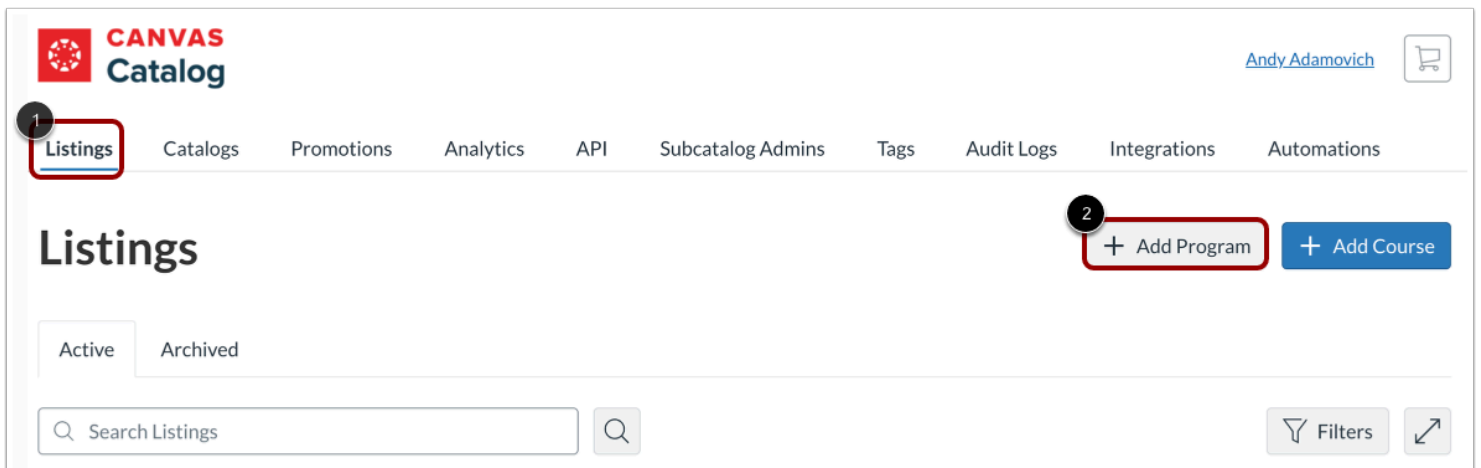 CANVAS
Catalog
Andy Adamovich
1
Listings Catalogs Promotions Analytics API Subcatalog Admins Tags Audit Logs Integrations Automations
2
Listings + Add Program + Add Course
Active Archived
Search Listings Filters